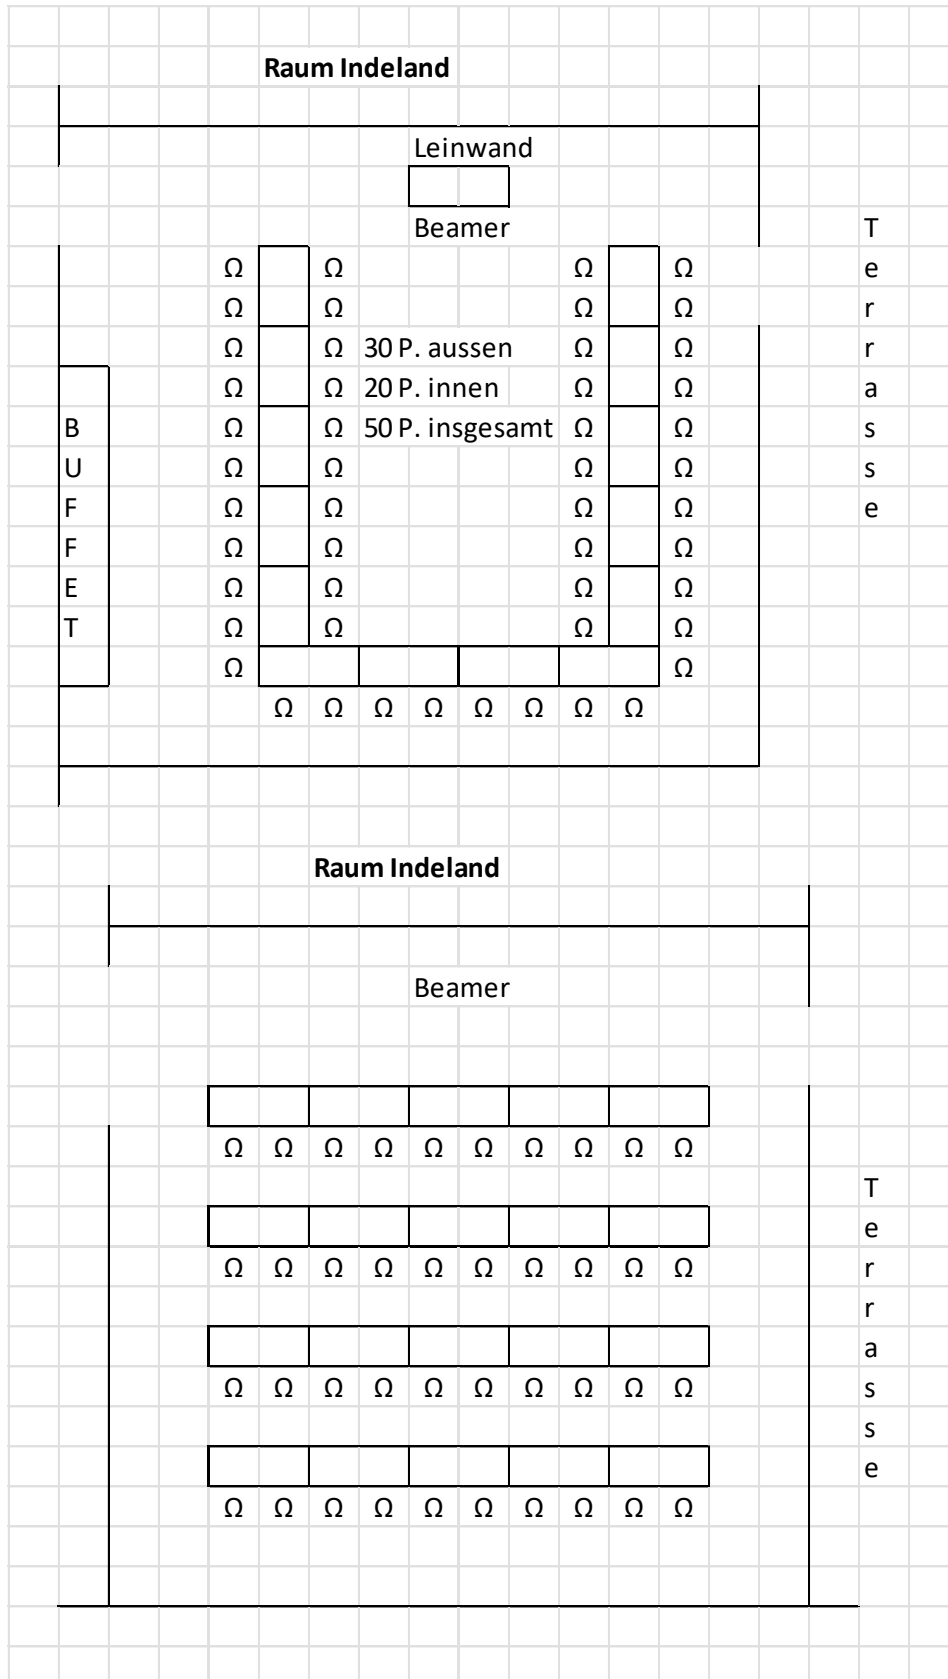 Raum Indeland
Leinwand
Beamer
T
Ω Ω Ω Ω e
Ω Ω Ω Ω r
Ω Ω 30 P. aussen Ω Ω r
Ω Ω 20 P. innen Ω Ω a
B Ω Ω 50 P. insgesamt Ω Ω s
U Ω Ω Ω Ω s
F Ω Ω Ω Ω e
F Ω Ω Ω Ω
E Ω Ω Ω Ω
T Ω Ω Ω Ω
Ω Ω
Ω Ω Ω Ω Ω Ω Ω Ω
Raum Indeland
Beamer
Ω Ω Ω Ω Ω Ω Ω Ω Ω Ω
T
e
Ω Ω Ω Ω Ω Ω Ω Ω Ω Ω r
r
a
Ω Ω Ω Ω Ω Ω Ω Ω Ω Ω s
s
e
Ω Ω Ω Ω Ω Ω Ω Ω Ω Ω